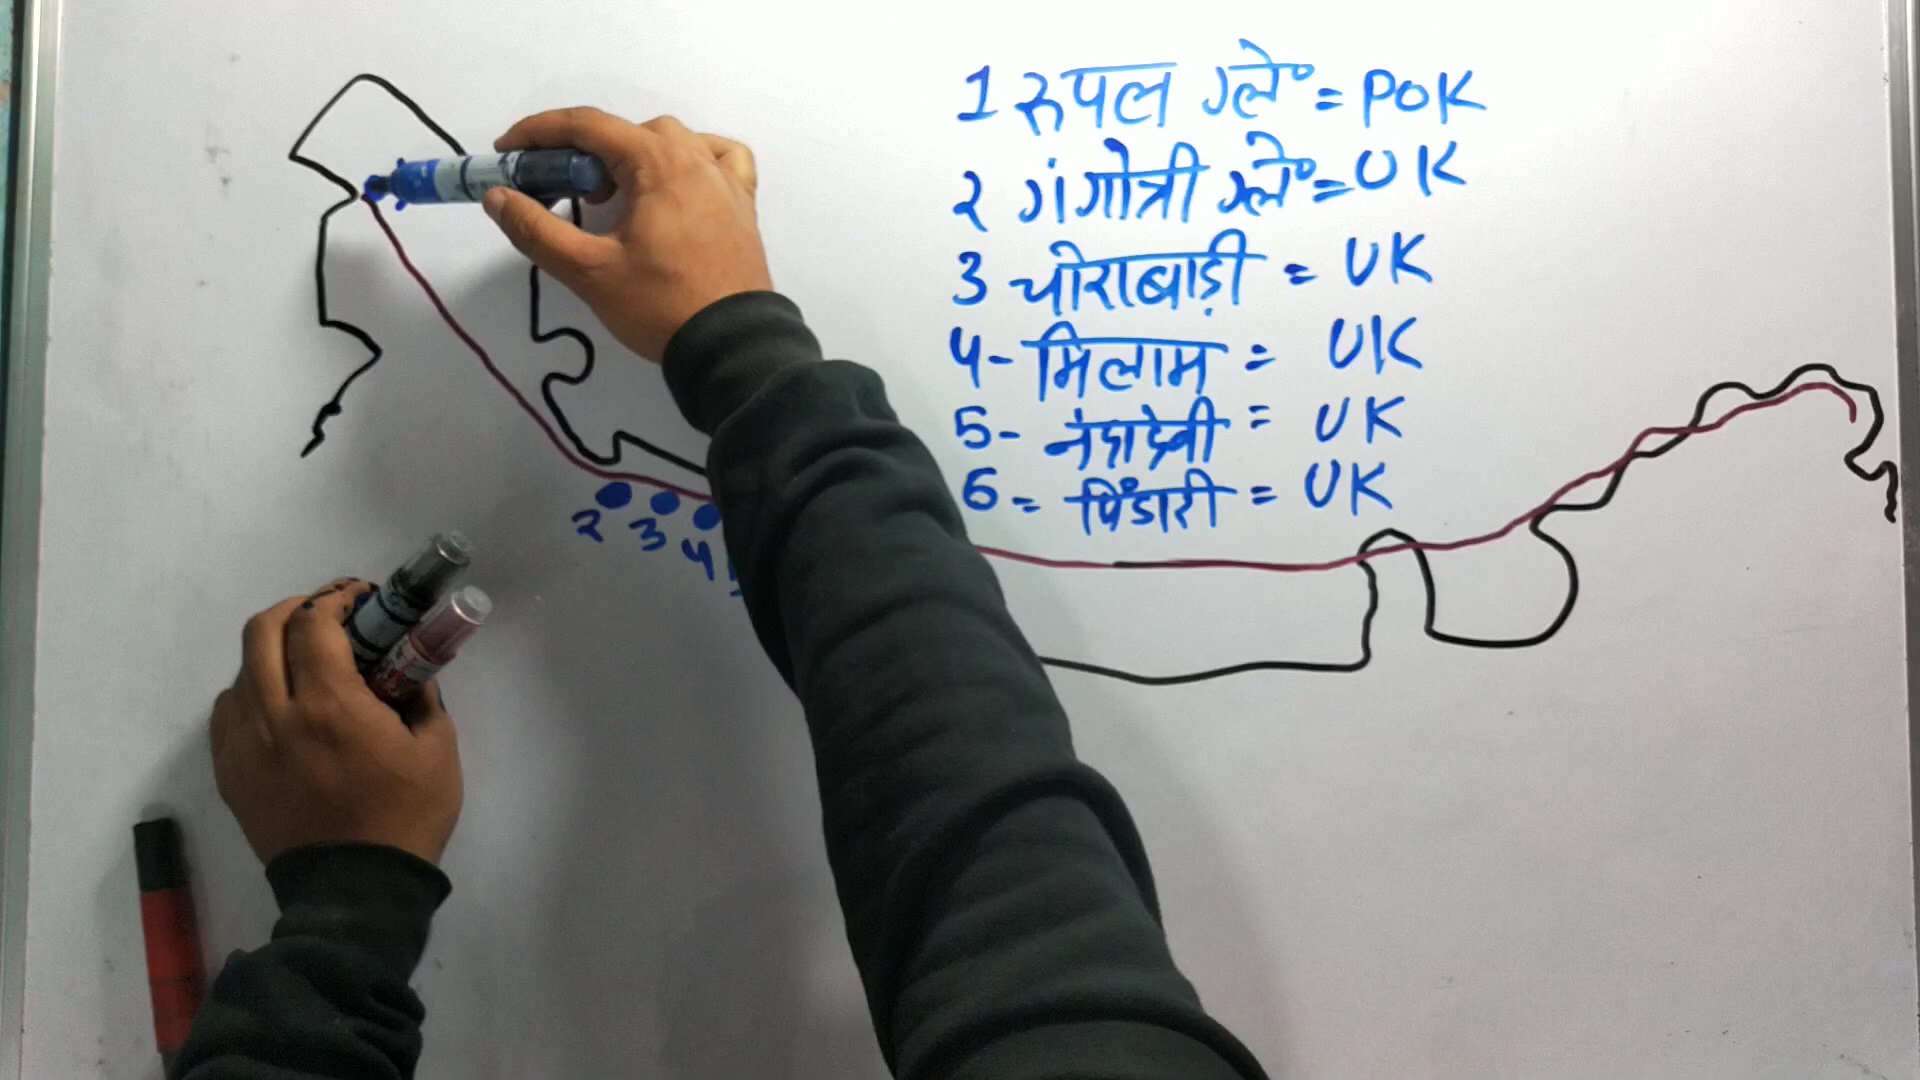 1 रूपल ग्ले° = POK
२ गंगोत्री ग्ले° = UK
3 चोराबाड़ी = UK
4- मिलाम = UK
5- नंदादेवी = UK
6 = पिंडारी = UK
२ 3 4